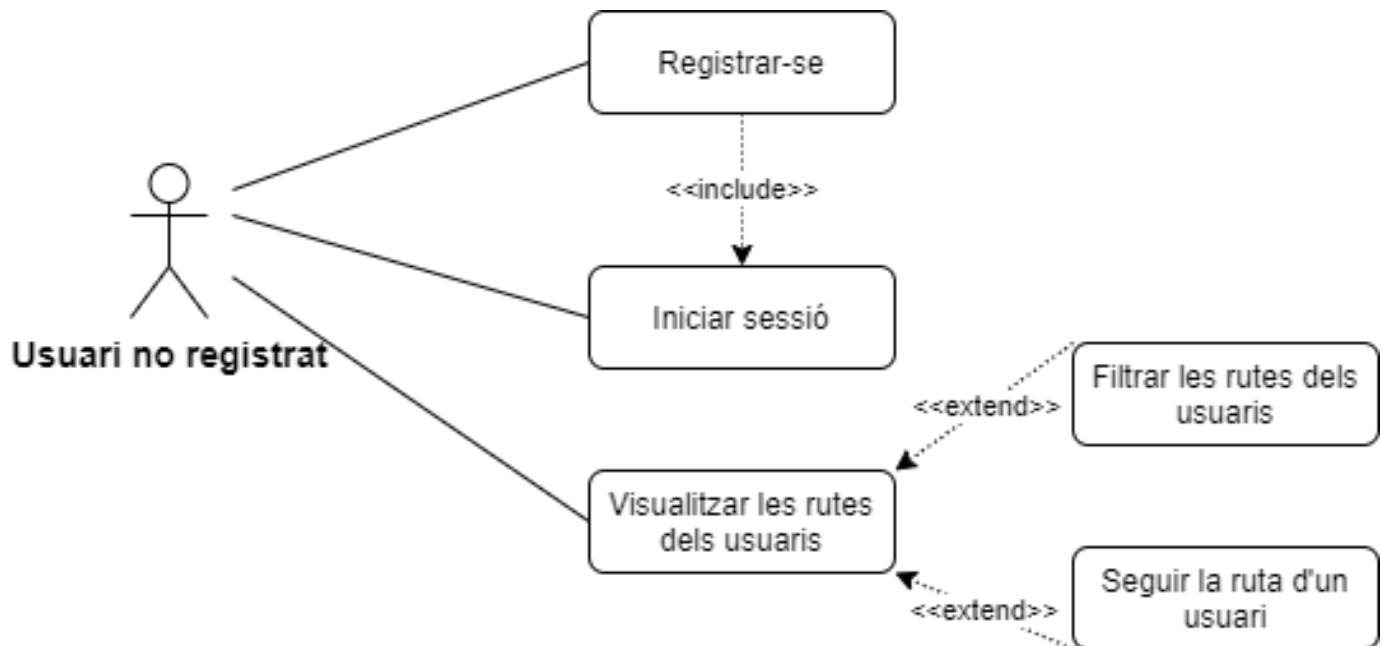 Registrar-se
<<include>>
Usuari no registrat
Iniciar sessió
Filtrar les rutes dels
usuaris
<<extend>>
Visualitzar les rutes
dels usuaris
Seguir la ruta d'un
usuari
<<extend>>